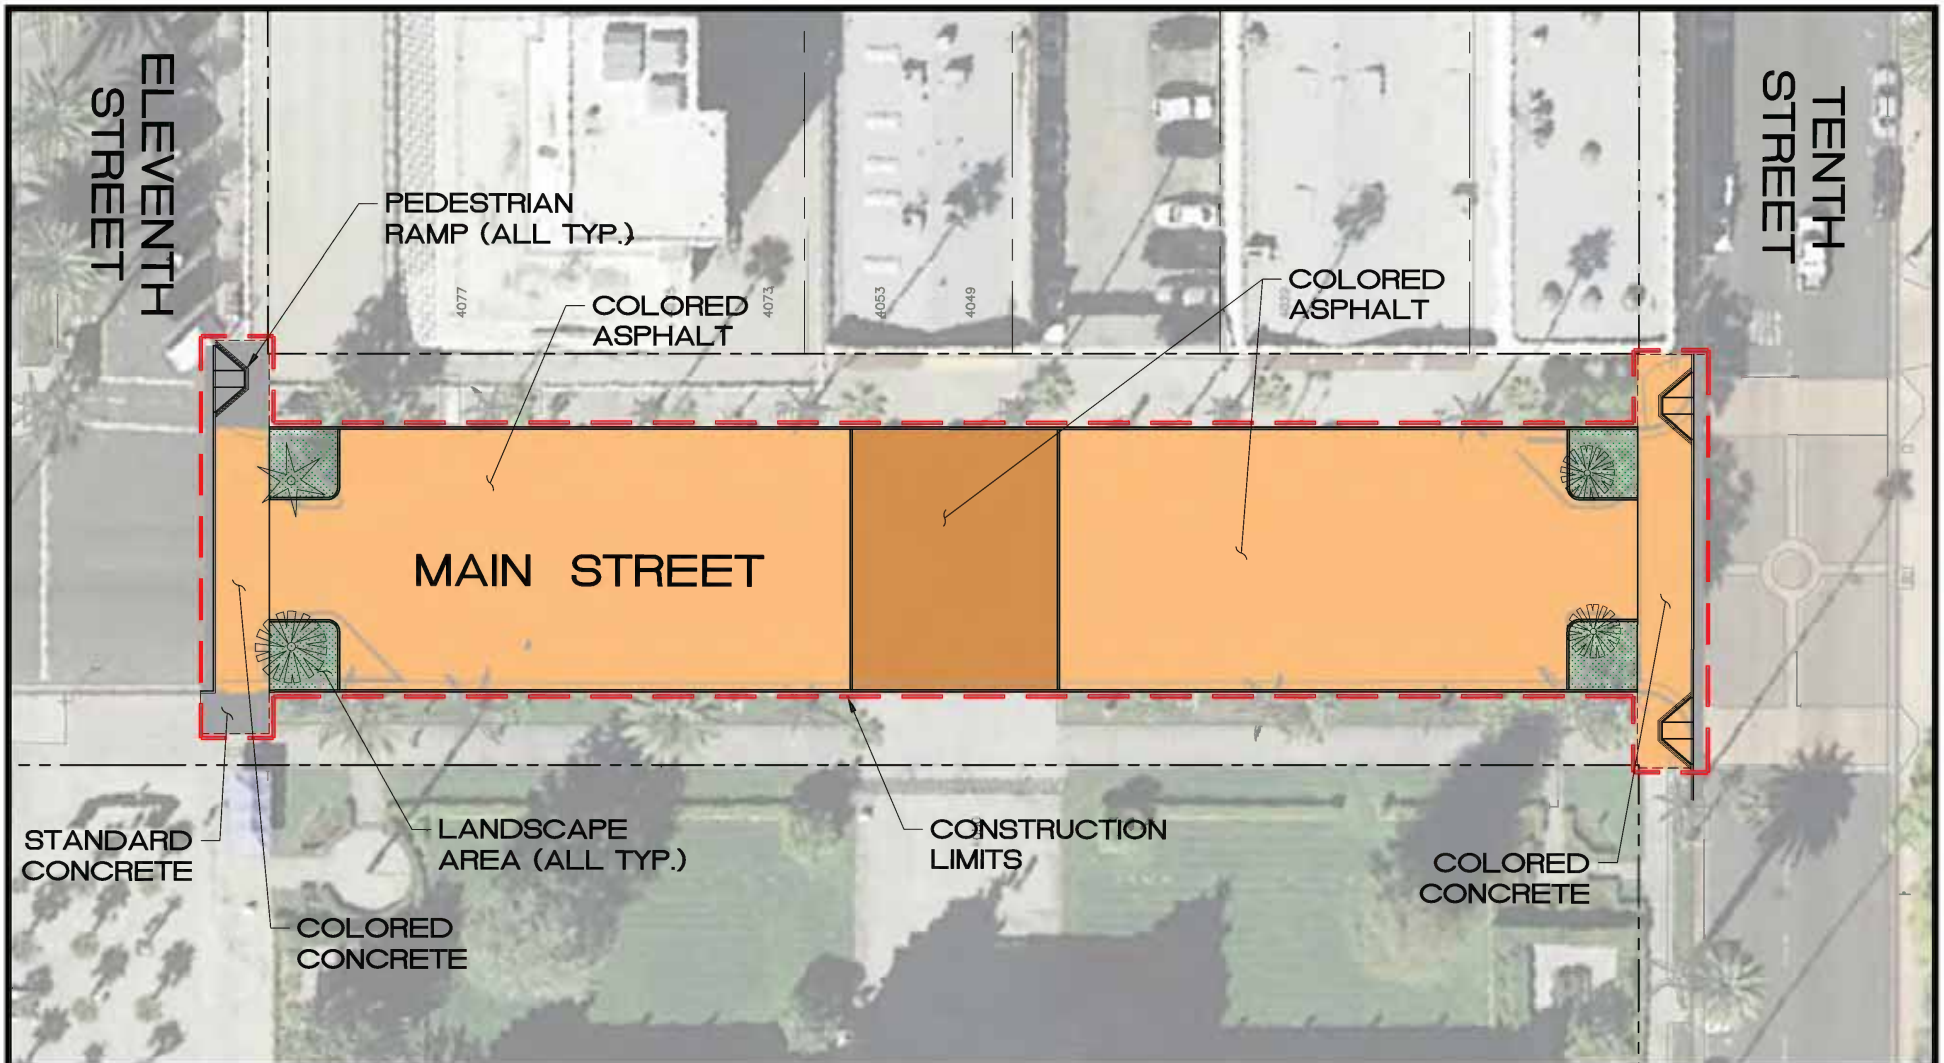 ELEVENTH
STREET
TENTH
STREET
PEDESTRIAN
RAMP (ALL TYP.)
COLORED
ASPHALT
COLORED
ASPHALT
4077
4073
4053
4049
MAIN STREET
STANDARD
CONCRETE
LANDSCAPE
AREA (ALL TYP.)
CONSTRUCTION
LIMITS
COLORED
CONCRETE
COLORED
CONCRETE